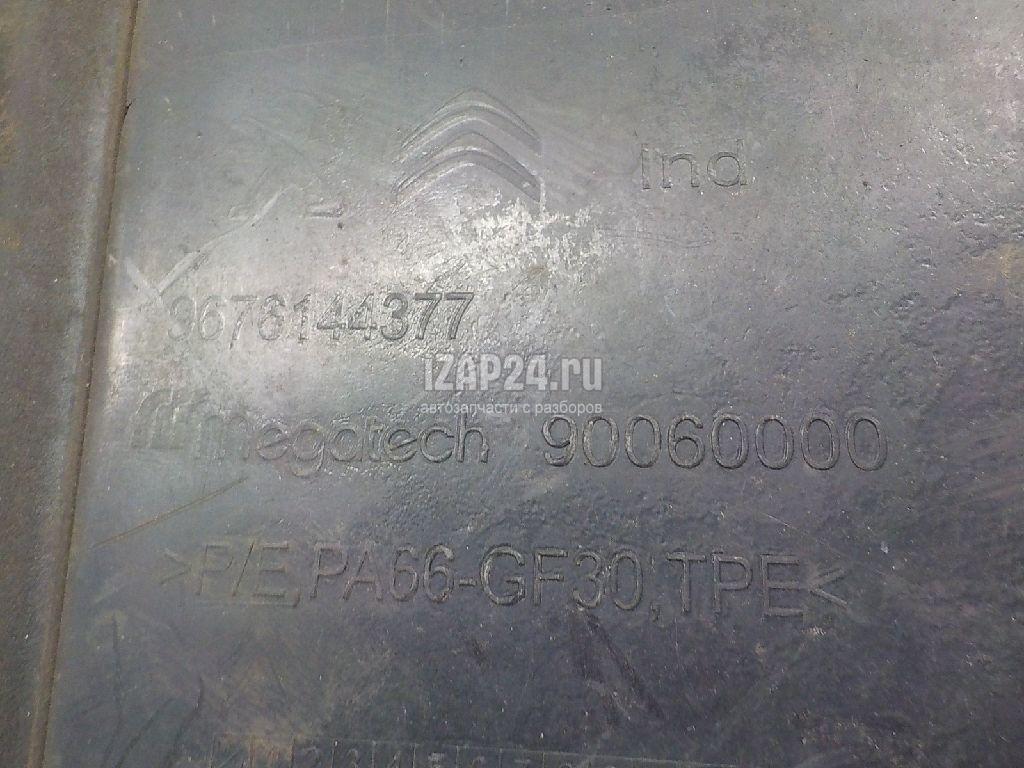 Ind
9676144377
IZAP24.ru
автозапчасти с разборов
megatech 90060000
>P/E,PA66-GF30,TPE<